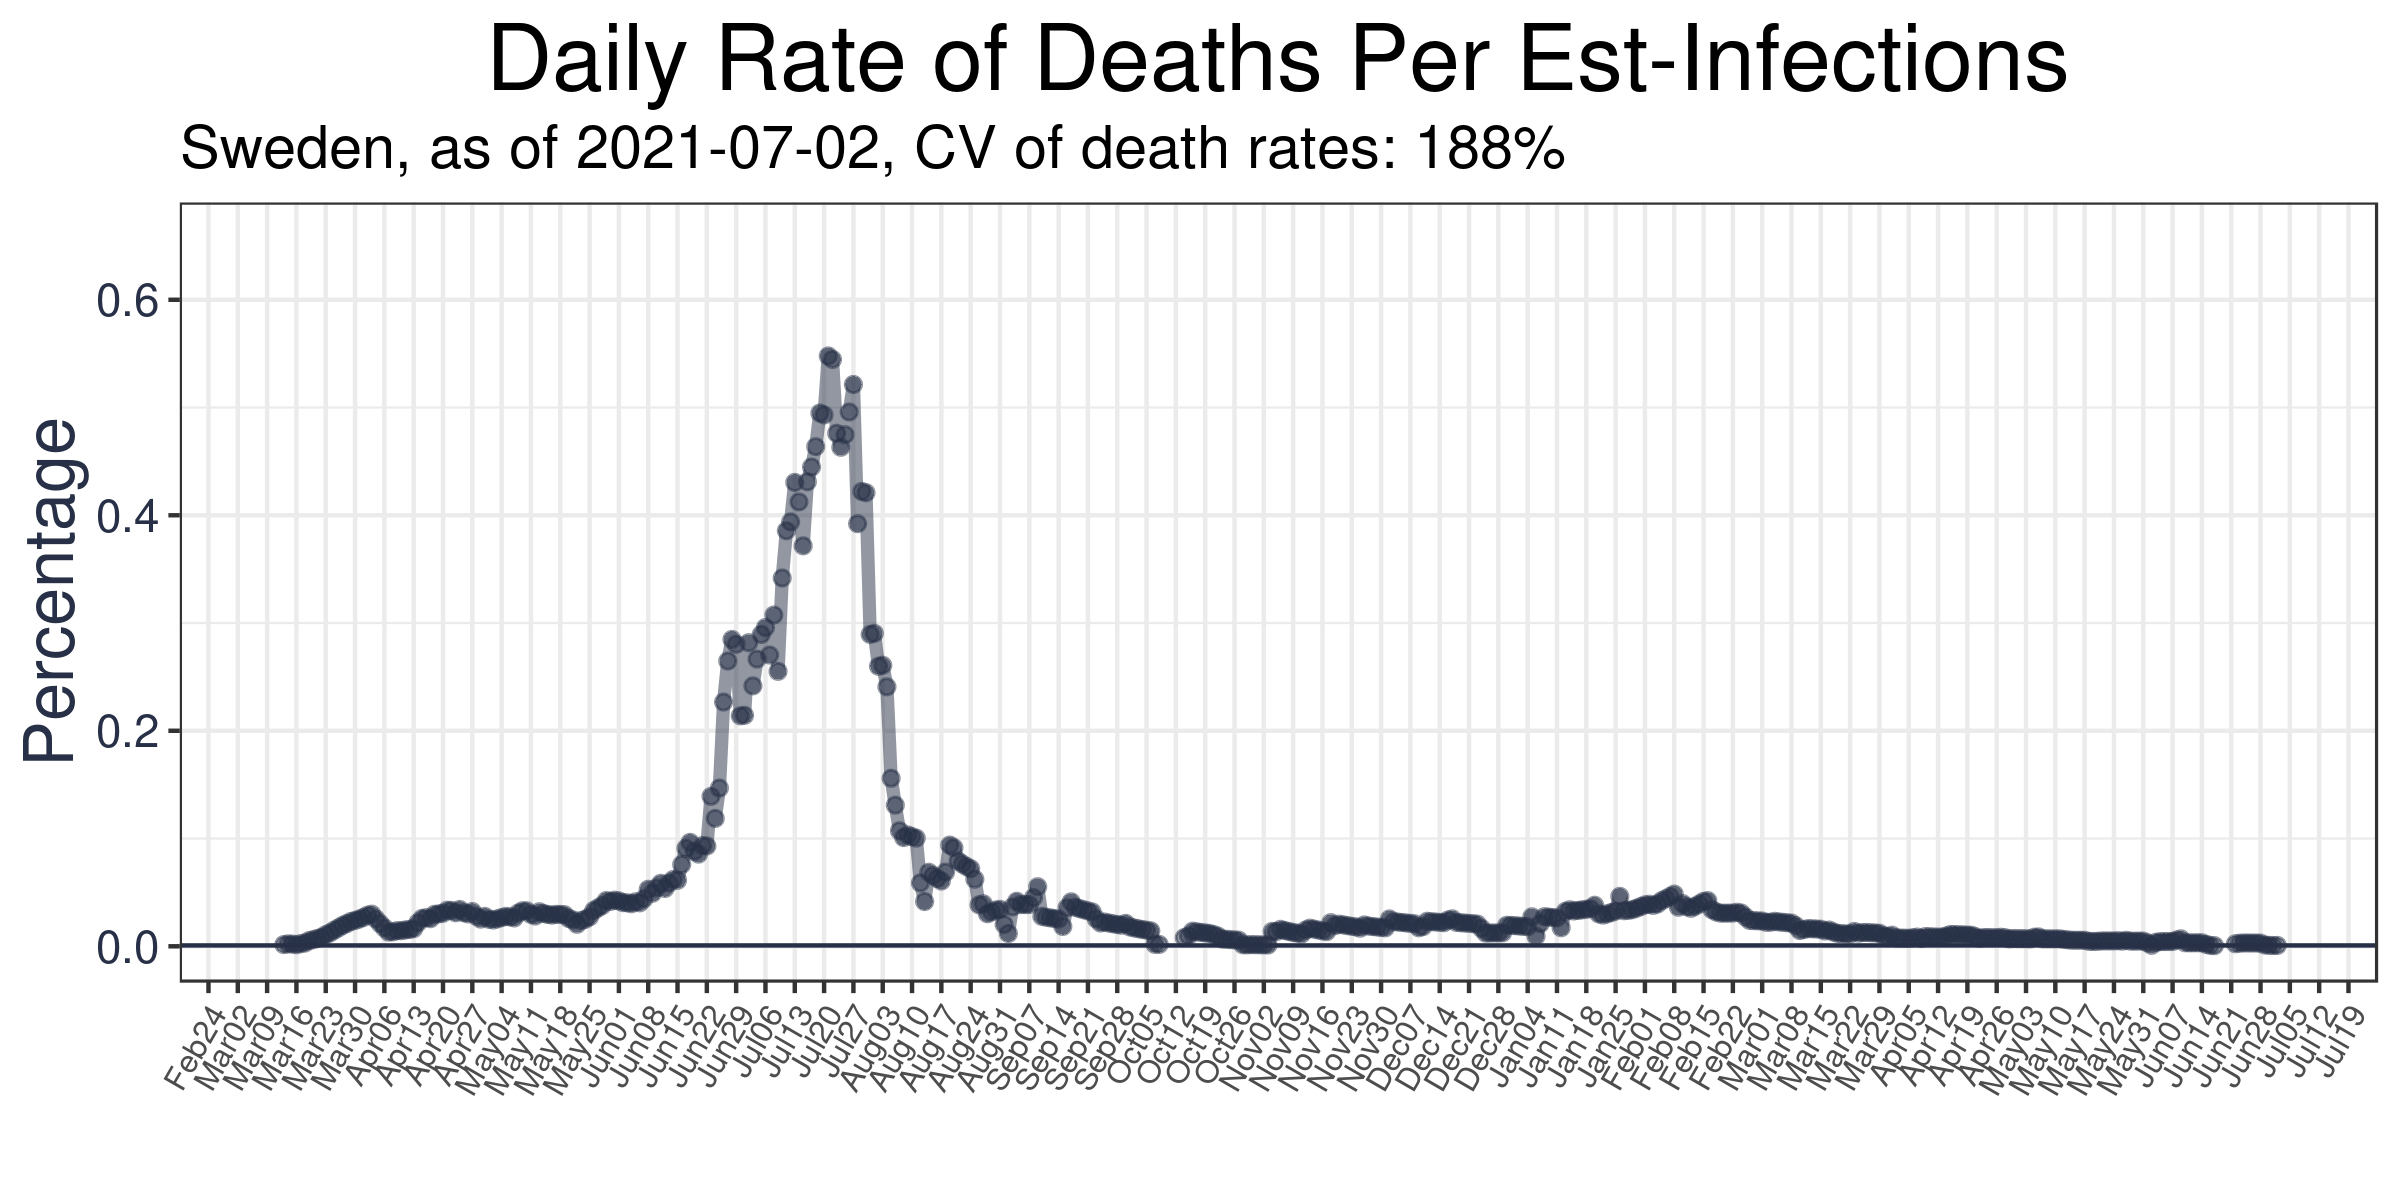 Daily Rate of Deaths Per Est-Infections
Sweden, as of 2021-07-02, CV of death rates: 188%
Percentage
0.6
0.4
0.2
0.0
Feb24
Mar02
Mar09
Mar16
Mar23
Mar30
Apr06
Apr13
Apr20
Apr27
May04
May11
May18
May25
Jun01
Jun08
Jun15
Jun22
Jun29
Jul06
Jul13
Jul20
Jul27
Aug03
Aug10
Aug17
Aug24
Aug31
Sep07
Sep14
Sep21
Sep28
Oct05
Oct12
Oct19
Oct26
Nov02
Nov09
Nov16
Nov23
Nov30
Dec07
Dec14
Dec21
Dec28
Jan04
Jan11
Jan18
Jan25
Feb01
Feb08
Feb15
Feb22
Mar01
Mar08
Mar15
Mar22
Mar29
Apr05
Apr12
Apr19
Apr26
May03
May10
May17
May24
May31
Jun07
Jun14
Jun21
Jun28
Jul05
Jul12
Jul19